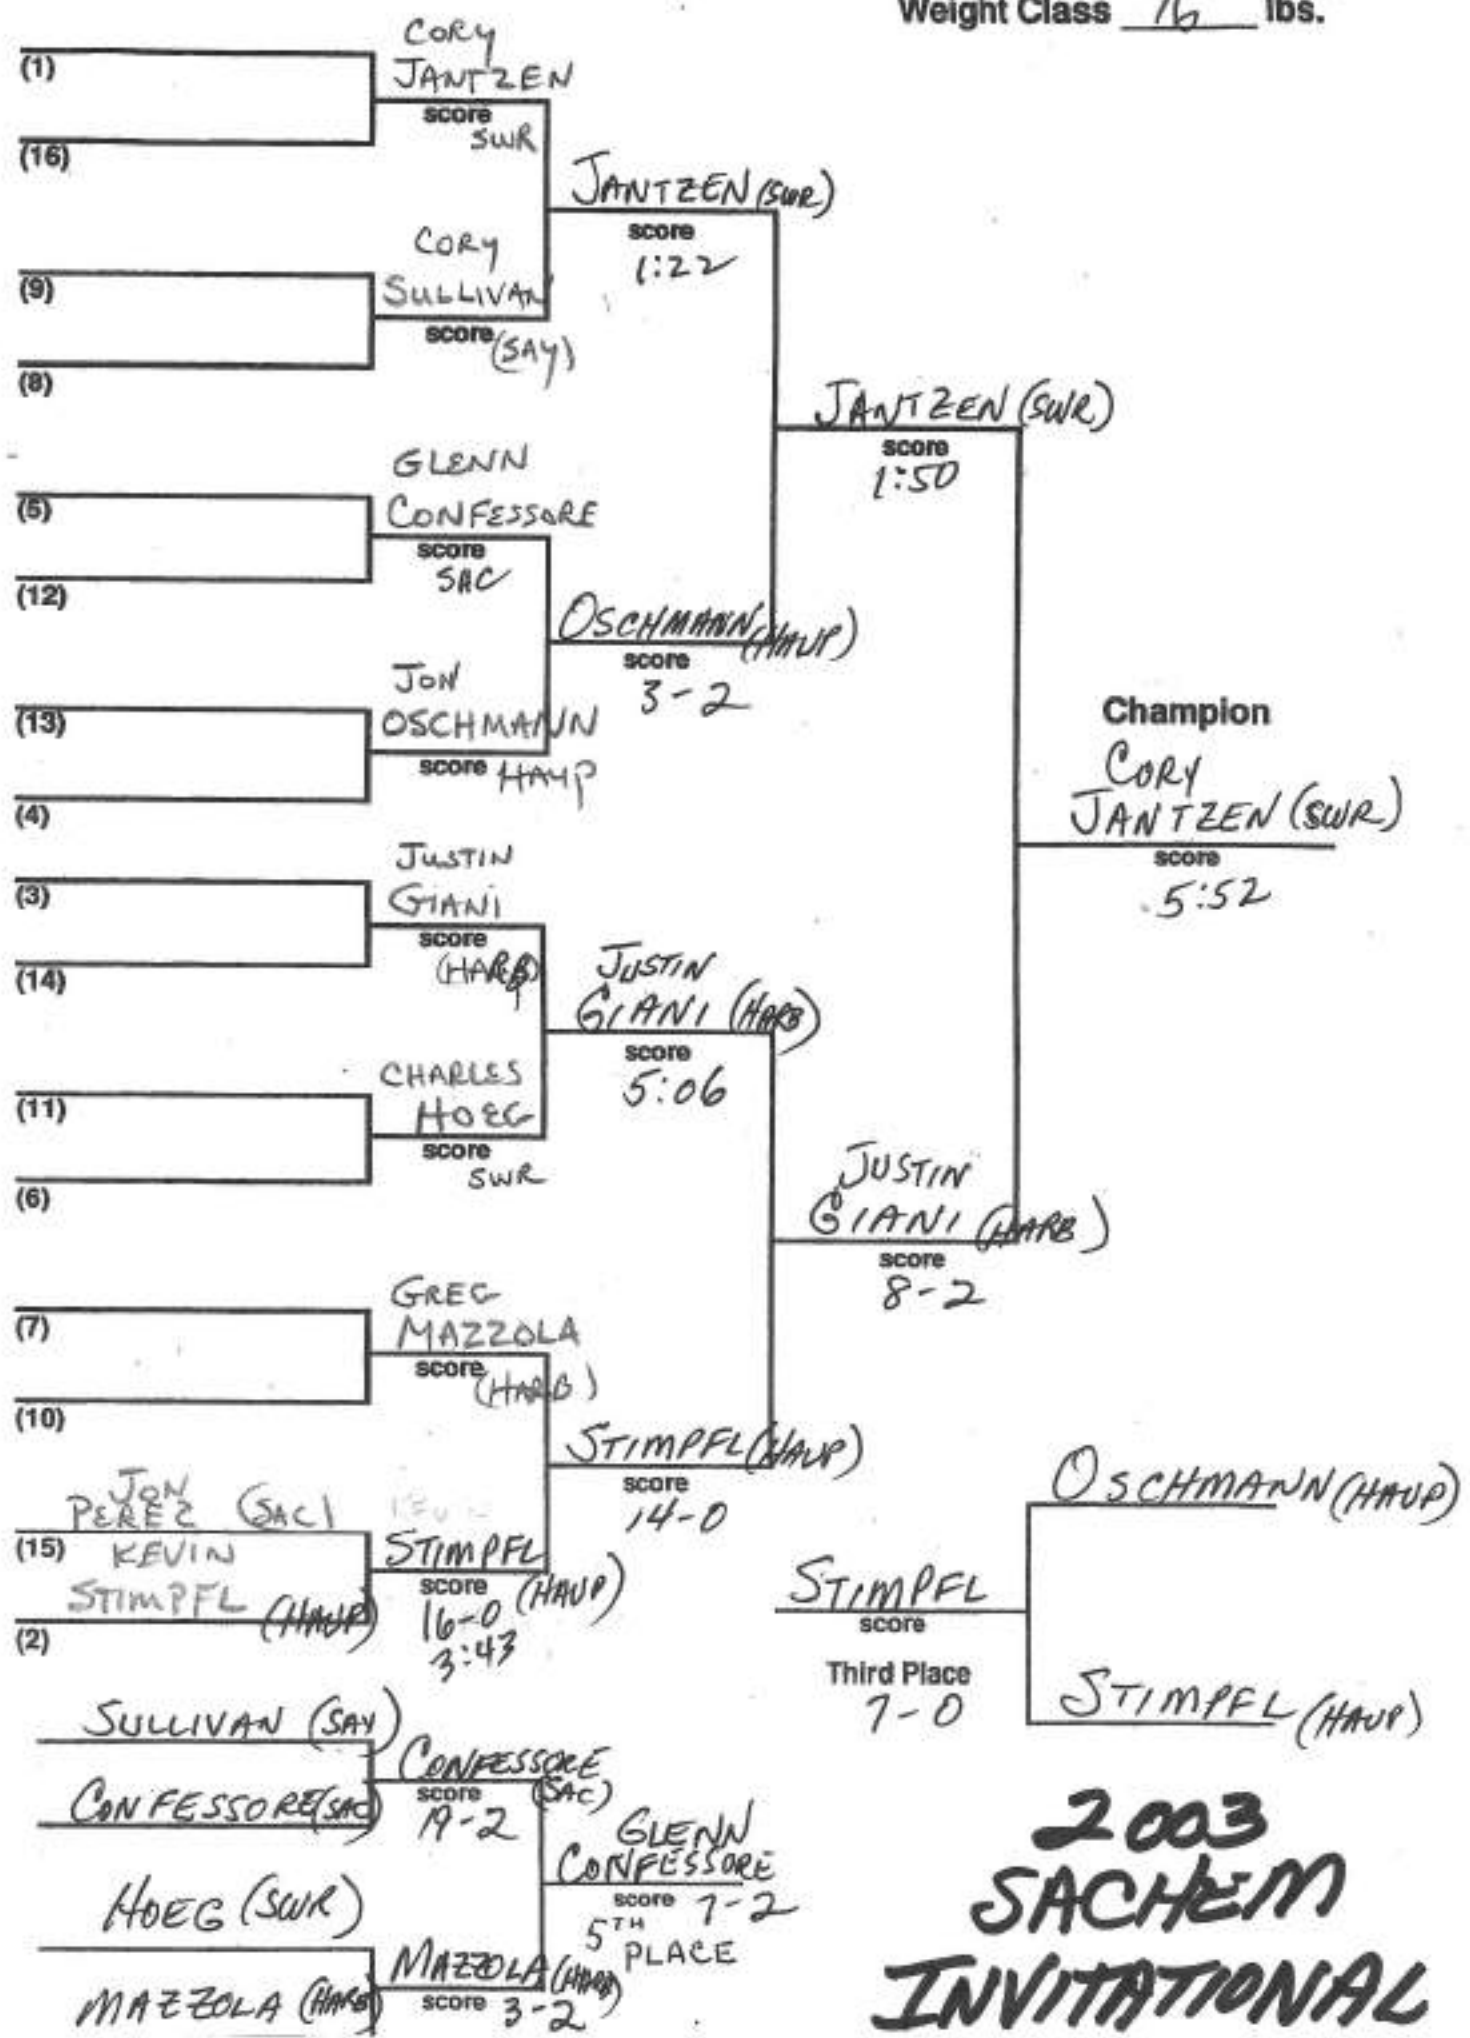 Weight Class 76 lbs.
(1)
CORY
JANTZEN
score
SWR
(16)
JANTZEN (SWR)
score
1:22
(9)
CORY
SULLIVAN
score (SAY)
(8)
JANTZEN (SWR)
score
1:50
(5)
GLENN
CONFESSORE
score
SAC
(12)
OSCHMANN (HAUP)
score
3-2
(13)
JON
OSCHMANN
score HAUP
(4)
Champion
CORY
JANTZEN (SWR)
score
5:52
(3)
JUSTIN
GIANI
score
(HARB)
(14)
JUSTIN
GIANI (HARB)
score
5:06
(11)
CHARLES
HOEG
score
SWR
(6)
JUSTIN
GIANI (HARB)
score
8-2
(7)
GREG
MAZZOLA
score
(HARB)
(10)
STIMPFL (HAUP)
score
14-0
JON
PEREZ (SAC)
(15) KEVIN
STIMPFL (HAUP)
(2)
STIMPFL
score (HAUP)
16-0
3:43
OSCHMANN (HAUP)
STIMPFL
score
Third Place
7-0
STIMPFL (HAUP)
SULLIVAN (SAY)
CONFESSORE (SAC)
CONFESSORE
score (SAC)
19-2
GLENN
CONFESSORE
score 7-2
5TH
PLACE
HOEG (SWR)
MAZZOLA (HARB)
MAZZOLA (HARB)
score 3-2
2003
SACHEM
INVITATIONAL